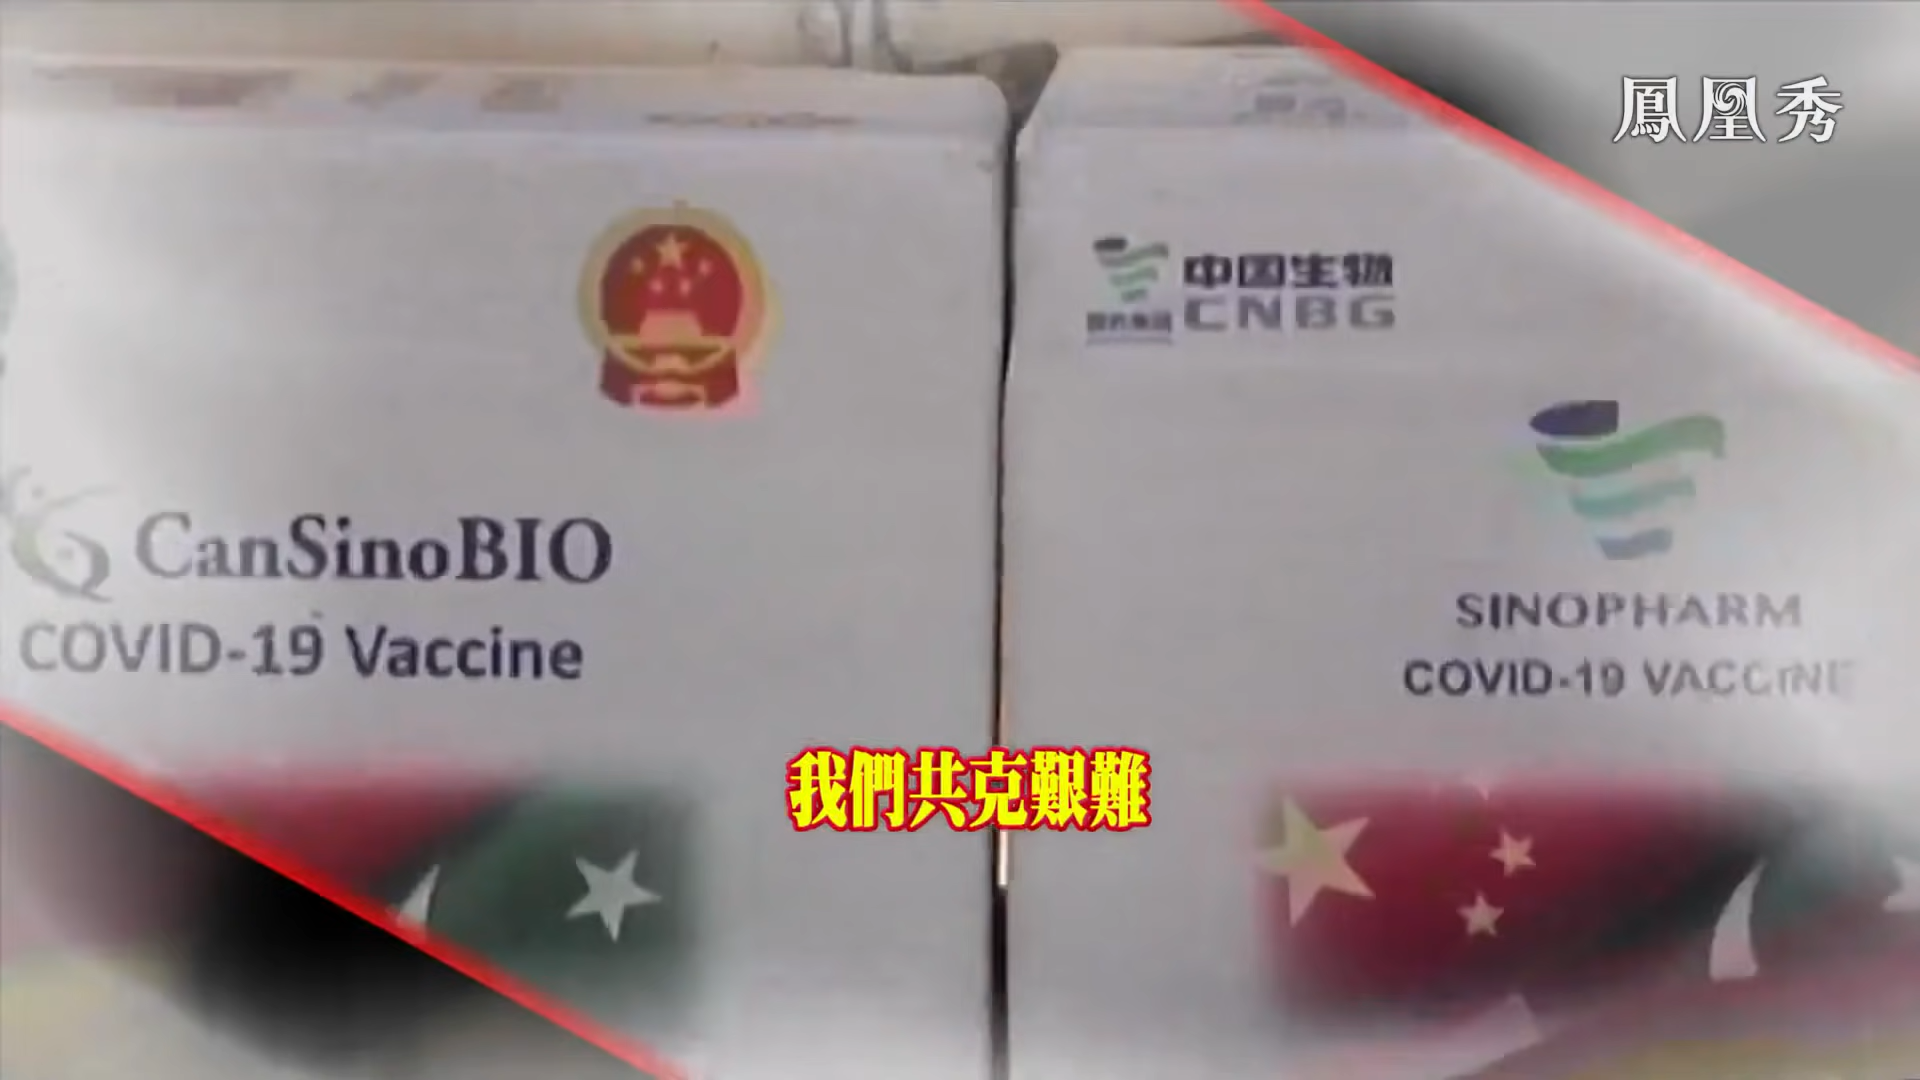 鳳凰秀
中国生物
CNBG
CanSinoBIO
COVID-19 Vaccine
SINOPHARM
COVID-19 VACCINE
我們共克艱難